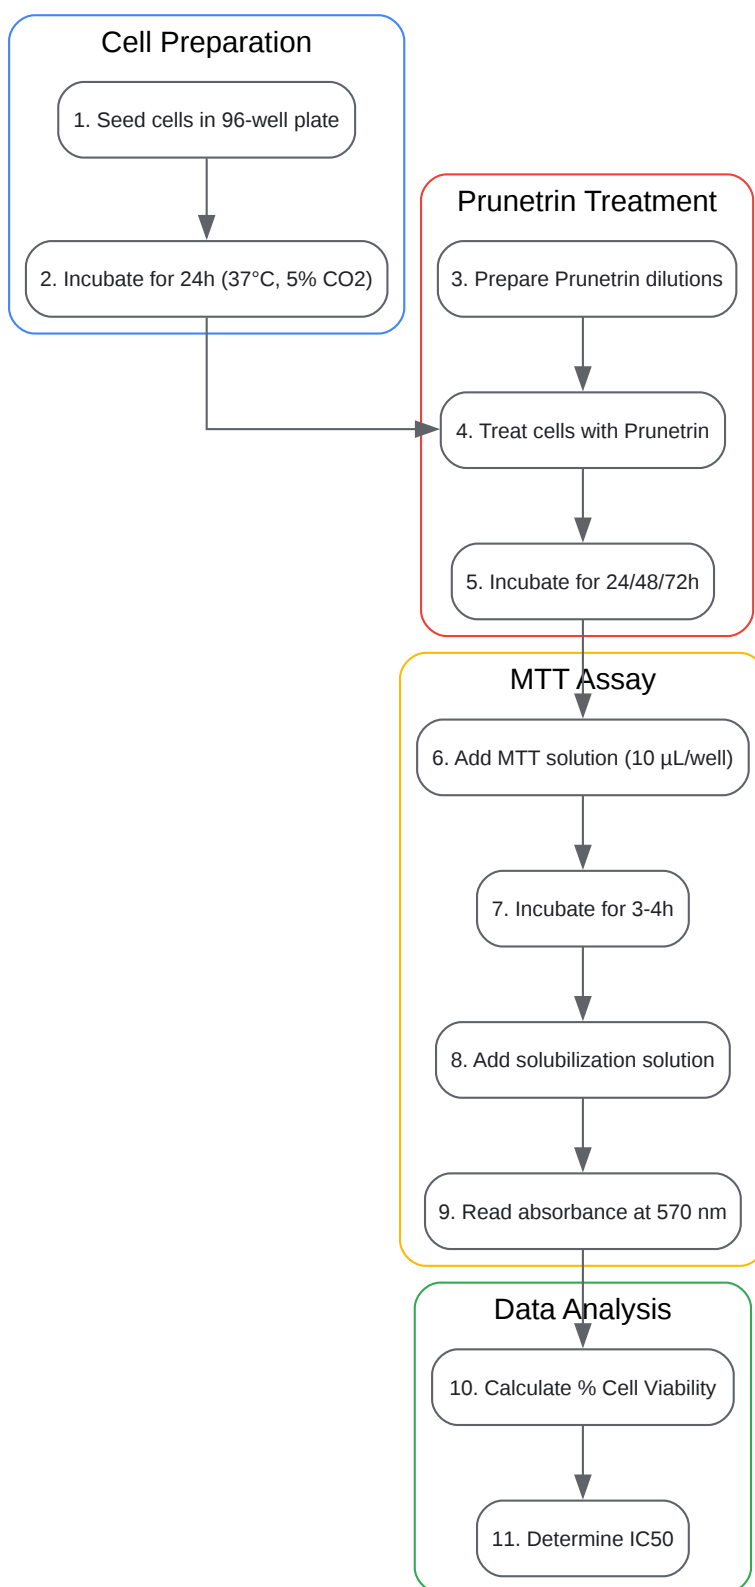 Cell Preparation
1. Seed cells in 96-well plate
2. Incubate for 24h (37°C, 5% CO2)
Prunetrin Treatment
3. Prepare Prunetrin dilutions
4. Treat cells with Prunetrin
5. Incubate for 24/48/72h
MTT Assay
6. Add MTT solution (10 µL/well)
7. Incubate for 3-4h
8. Add solubilization solution
9. Read absorbance at 570 nm
Data Analysis
10. Calculate % Cell Viability
11. Determine IC50